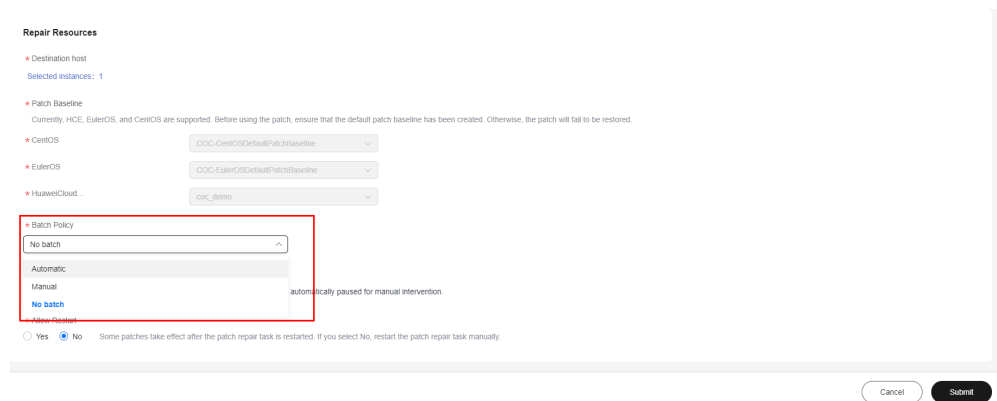 Repair Resources
* Destination host
Selected instances: 1
* Patch Baseline
Currently, HCE, EulerOS, and CentOS are supported. Before using the patch, ensure that the default patch baseline has been created. Otherwise, the patch will fail to be restored.
* CentOS
COC-CentOSDefaultPatchBaseline
* EulerOS
COC-EulerOSDefaultPatchBaseline
* HuaweiCloud...
coc_demo
* Batch Policy
No batch
Automatic
Manual
automatically paused for manual intervention.
No batch
* Allow Restart
Yes No Some patches take effect after the patch repair task is restarted. If you select No, restart the patch repair task manually.
Cancel Submit